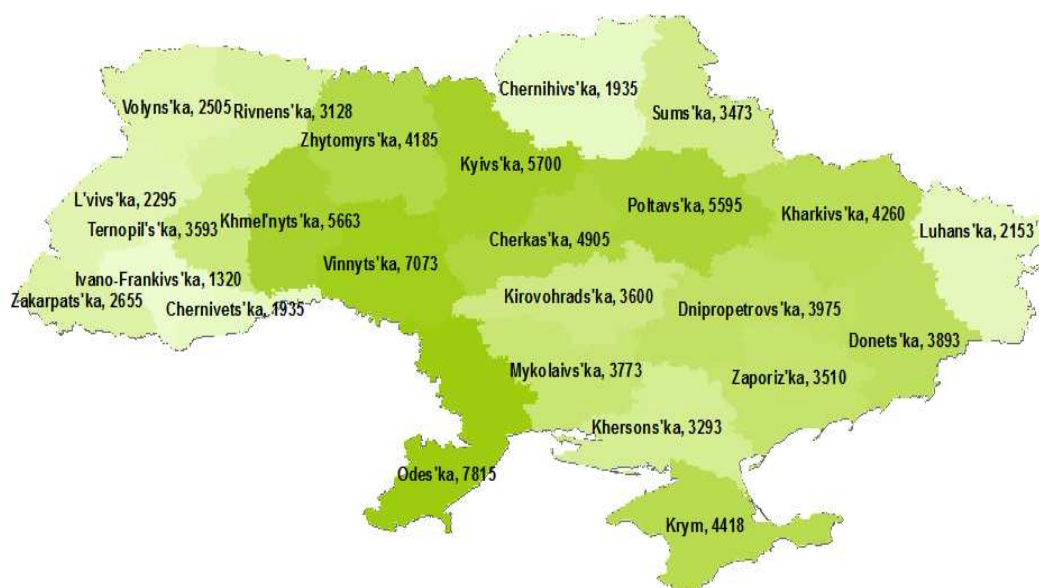 Chernihivs'ka, 1935
Volyns'ka, 2505
Rivnens'ka, 3128
Sums'ka, 3473
Zhytomyrs'ka, 4185
Kyivs'ka, 5700
L'vivs'ka, 2295
Poltavs'ka, 5595
Kharkivs'ka, 4260
Khmel'nyts'ka, 5663
Ternopil's'ka, 3593
Luhans'ka, 2153
Cherkas'ka, 4905
Vinnyts'ka, 7073
Ivano-Frankivs'ka, 1320
Zakarpats'ka, 2655
Chernivets'ka, 1935
Kirovohrads'ka, 3600
Dnipropetrovs'ka, 3975
Donets'ka, 3893
Mykolaivs'ka, 3773
Zaporiz'ka, 3510
Khersons'ka, 3293
Odes'ka, 7815
Krym, 4418